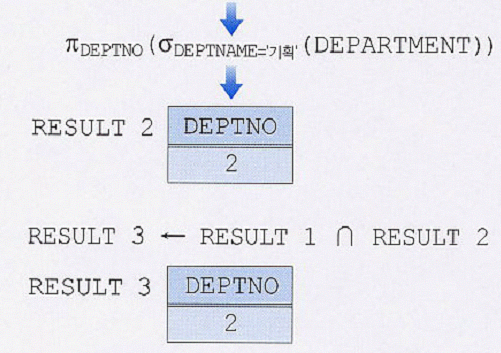 πDEPTNO(σDEPTNAME='기획'(DEPARTMENT))
RESULT 2
DEPTNO
2
RESULT 3 ← RESULT 1 ∩ RESULT 2
RESULT 3
DEPTNO
2